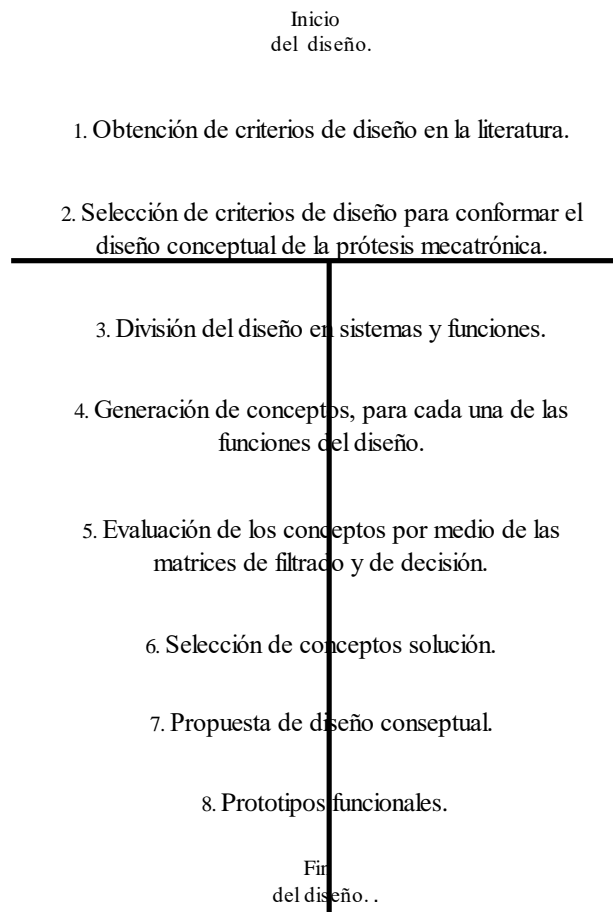 Inicio
del diseño.
1. Obtención de criterios de diseño en la literatura.
2. Selección de criterios de diseño para conformar el
diseño conceptual de la prótesis mecatrónica.
3. División del diseño en sistemas y funciones.
4. Generación de conceptos, para cada una de las
funciones del diseño.
5. Evaluación de los conceptos por medio de las
matrices de filtrado y de decisión.
6. Selección de conceptos solución.
7. Propuesta de diseño conseptual.
8. Prototipos funcionales.
Fin
del diseño. .